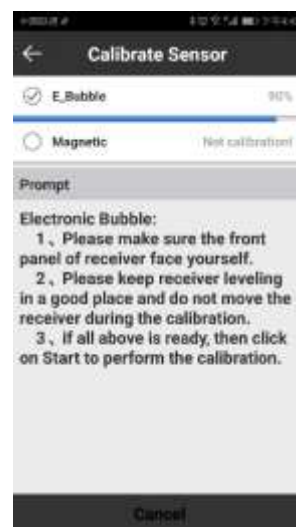 Calibrate Sensor
E_Bubble 90%
Magnetic Not calibration!
Prompt
Electronic Bubble:
1、Please make sure the front
panel of receiver face yourself.
2、Please keep receiver leveling
in a good place and do not move the
receiver during the calibration.
3、If all above is ready, then click
on Start to perform the calibration.
Cancel